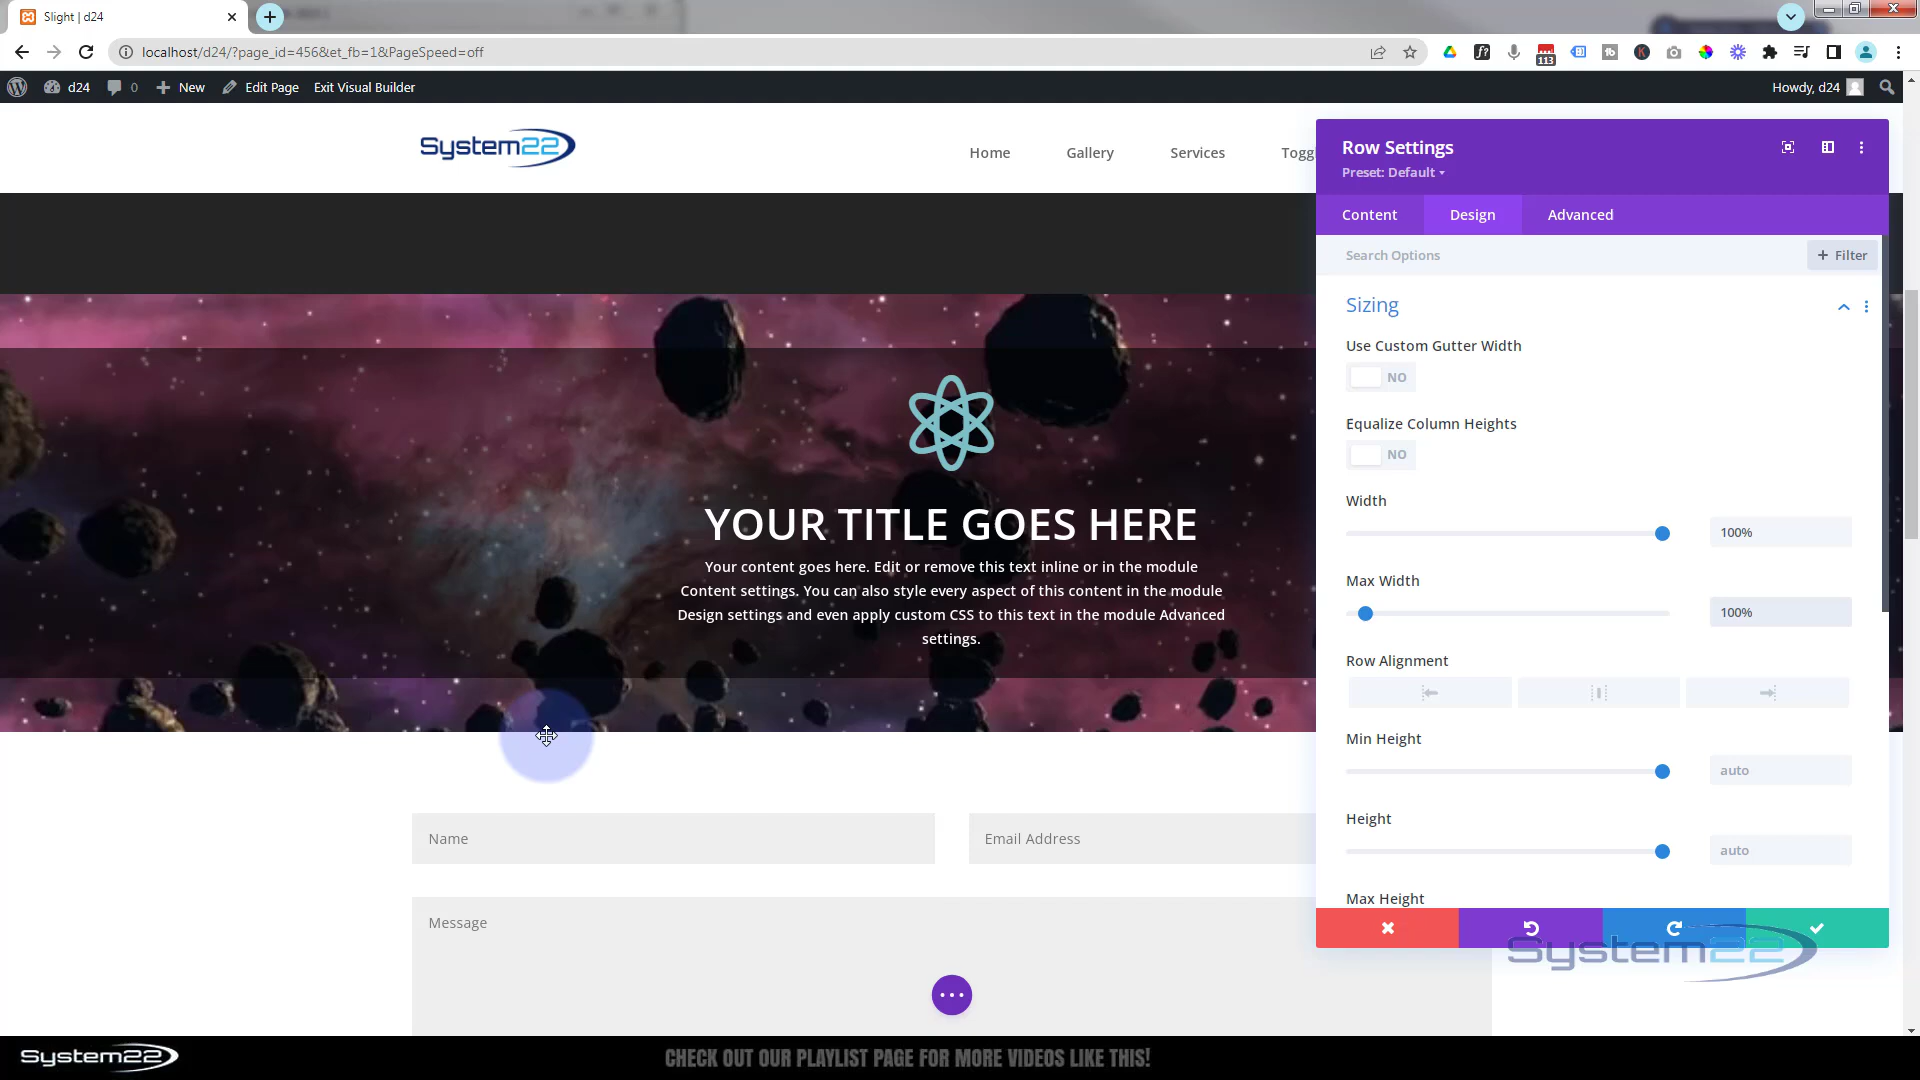 Slight | d24
localhost/d24/?page_id=456&et_fb=1&PageSpeed=off
113
d24
0
New
Edit Page
Exit Visual Builder
Howdy, d24
System22
Home
Gallery
Services
Toggl
Row Settings
Preset: Default
Content
Design
Advanced
Search Options
+ Filter
Sizing
Use Custom Gutter Width
NO
Equalize Column Heights
NO
Width
100%
Max Width
100%
Row Alignment
Min Height
auto
Height
auto
Max Height
YOUR TITLE GOES HERE
Your content goes here. Edit or remove this text inline or in the module
Content settings. You can also style every aspect of this content in the module
Design settings and even apply custom CSS to this text in the module Advanced
settings.
Name
Email Address
Message
System22
System22
CHECK OUT OUR PLAYLIST PAGE FOR MORE VIDEOS LIKE THIS!